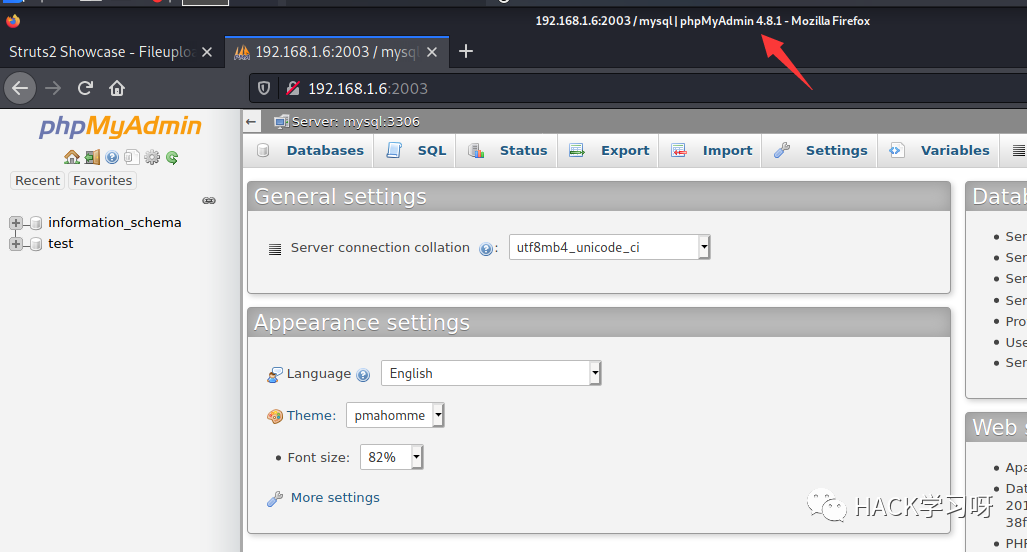 192.168.1.6:2003 / mysql | phpMyAdmin 4.8.1 - Mozilla Firefox
Struts2 Showcase - Fileuploa
192.168.1.6:2003 / mysql
192.168.1.6:2003
phpMyAdmin
Recent Favorites
information_schema
test
Server: mysql:3306
Databases SQL Status Export Import Settings Variables
General settings
Server connection collation : utf8mb4_unicode_ci
Appearance settings
Language English
Theme: pmahomme
Font size: 82%
More settings
Datab
Ser
Ser
Ser
Ser
Pro
Use
Ser
Web s
Apa
Dat
201
38f
PHP
HACK学习呀